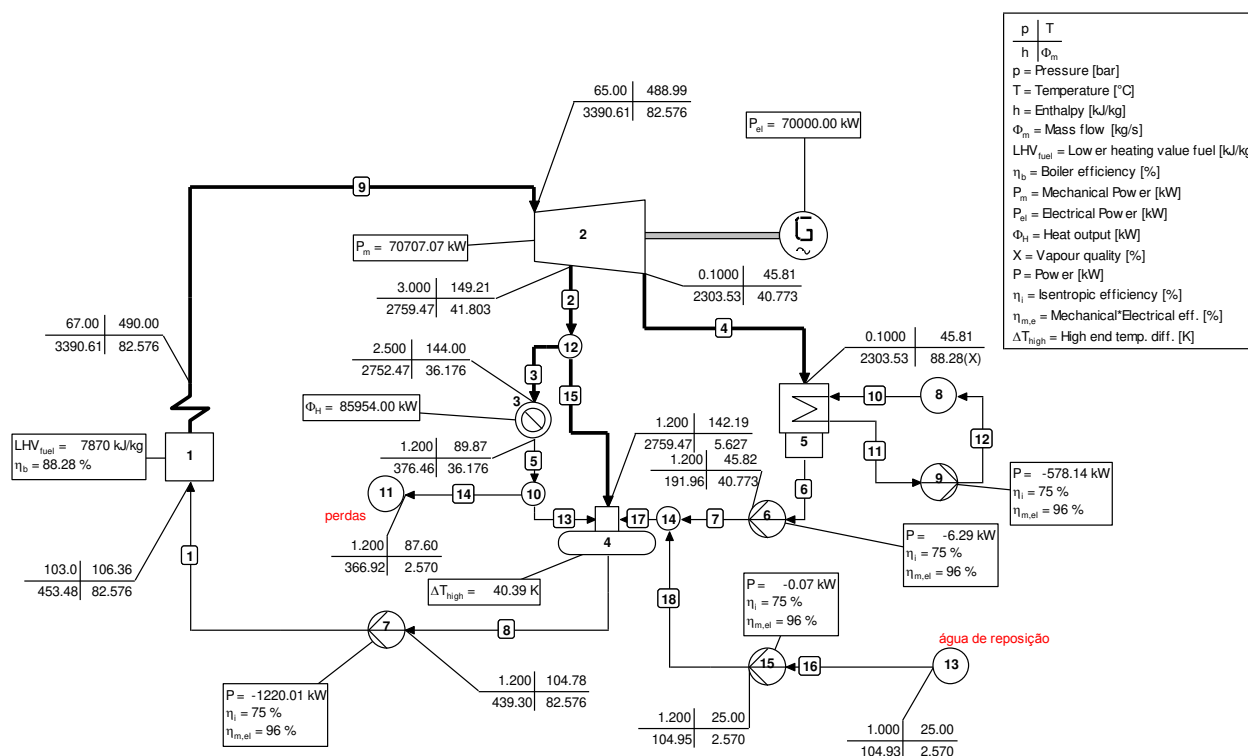 p T
h Φm
p = Pressure [bar]
T = Temperature [°C]
h = Enthalpy [kJ/kg]
Φm = Mass flow [kg/s]
LHVfuel = Lower heating value fuel [kJ/kg
ηb = Boiler efficiency [%]
Pm = Mechanical Power [kW]
Pel = Electrical Power [kW]
ΦH = Heat output [kW]
X = Vapour quality [%]
P = Power [kW]
ηi = Isentropic efficiency [%]
ηm,e = Mechanical*Electrical eff. [%]
ΔThigh = High end temp. diff. [K]
65.00 488.99
3390.61 82.576
Pel = 70000.00 kW
9
2
G
~
Pm = 70707.07 kW
3.000 149.21
2759.47 41.803
2
0.1000 45.81
2303.53 40.773
4
67.00 490.00
3390.61 82.576
12
2.500 144.00
2752.47 36.176
3
15
0.1000 45.81
2303.53 88.28(X)
3
ΦH = 85954.00 kW
10
8
LHVfuel = 7870 kJ/kg
ηb = 88.28 %
1
1.200 142.19
2759.47 5.627
5
11
12
1.200 89.87
376.46 36.176
5
1.200 45.82
191.96 40.773
6
9
P = -578.14 kW
ηi = 75 %
ηm,el = 96 %
11
14
10
perdas
13
17
14
7
6
4
1.200 87.60
366.92 2.570
P = -6.29 kW
ηi = 75 %
ηm,el = 96 %
1
103.0 106.36
453.48 82.576
ΔThigh = 40.39 K
18
P = -0.07 kW
ηi = 75 %
ηm,el = 96 %
7
8
água de reposição
15
16
13
P = -1220.01 kW
ηi = 75 %
ηm,el = 96 %
1.200 104.78
439.30 82.576
1.200 25.00
104.95 2.570
1.000 25.00
104.93 2.570